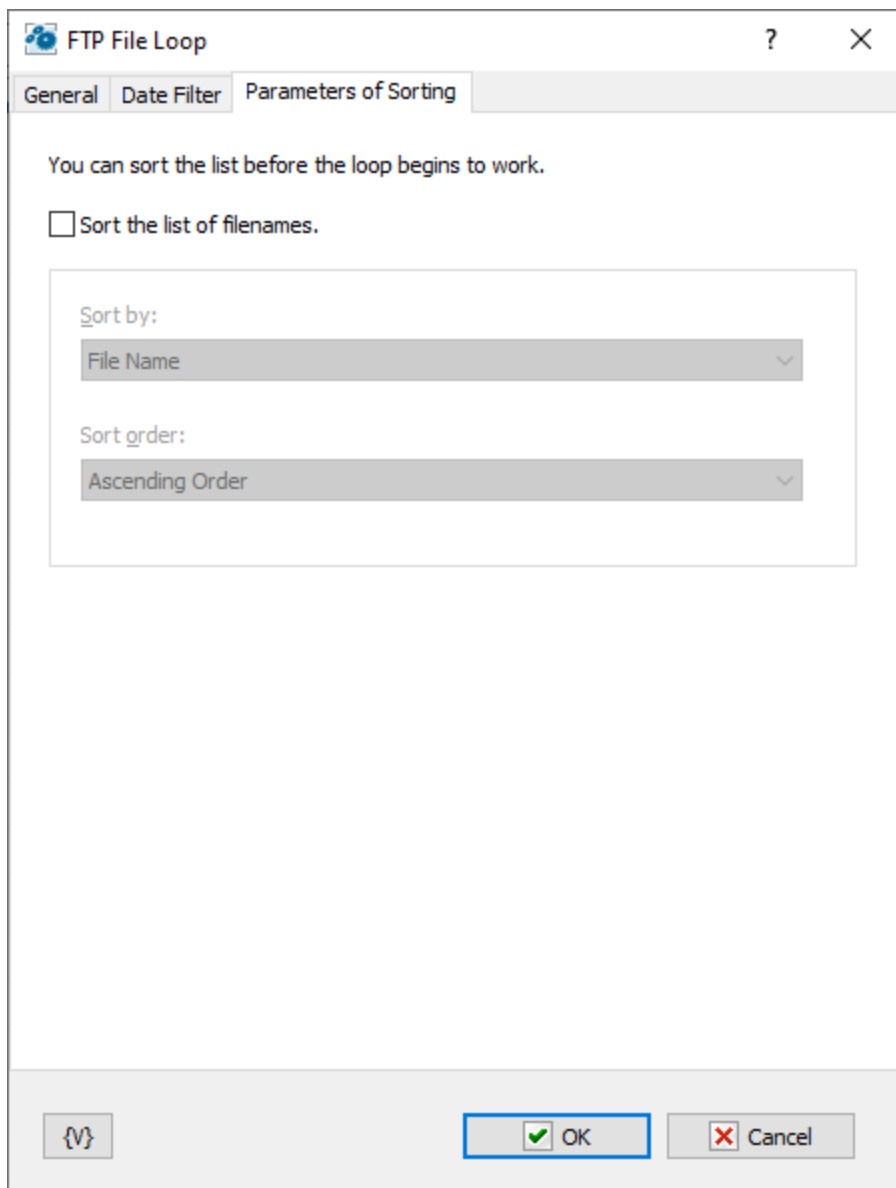 FTP File Loop ?
General Date Filter Parameters of Sorting
You can sort the list before the loop begins to work.
Sort the list of filenames.
Sort by:
File Name
Sort order:
Ascending Order
{V} OK Cancel